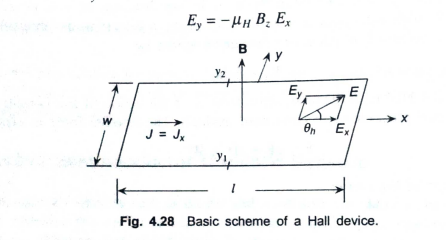 E_y = −μ_H B_z E_x
B
y
y_2
E_y
E
w
J = J_x
θ_h
E_x
x
y_1
l
Fig. 4.28 Basic scheme of a Hall device.